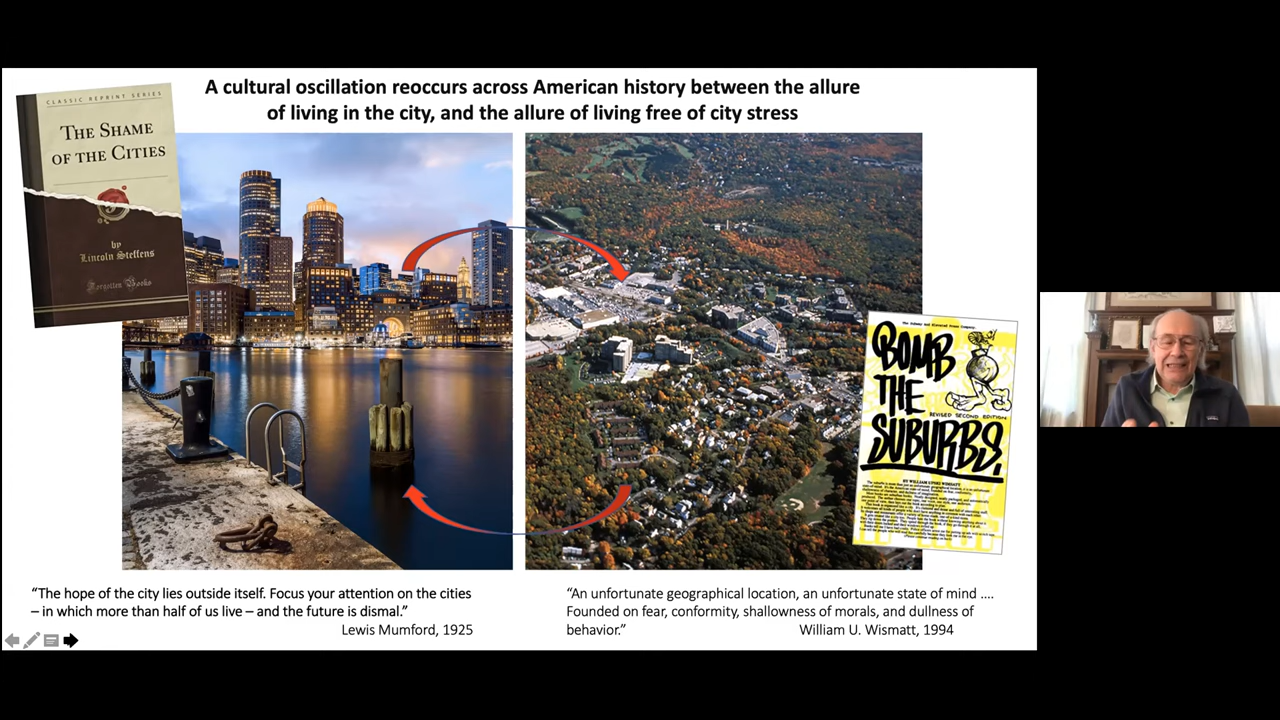 A cultural oscillation reoccurs across American history between the allure
of living in the city, and the allure of living free of city stress
CLASSIC REPRINT SERIES
THE SHAME
OF THE CITIES
by
Lincoln Steffens
Forgotten Books
BOMB
THE
REVISED SECOND EDITION
SUBURBS.
BY WILLIAM UPSKI WIMSATT
“The hope of the city lies outside itself. Focus your attention on the cities
– in which more than half of us live – and the future is dismal.”
Lewis Mumford, 1925
“An unfortunate geographical location, an unfortunate state of mind ....
Founded on fear, conformity, shallowness of morals, and dullness of
behavior.”
William U. Wismatt, 1994